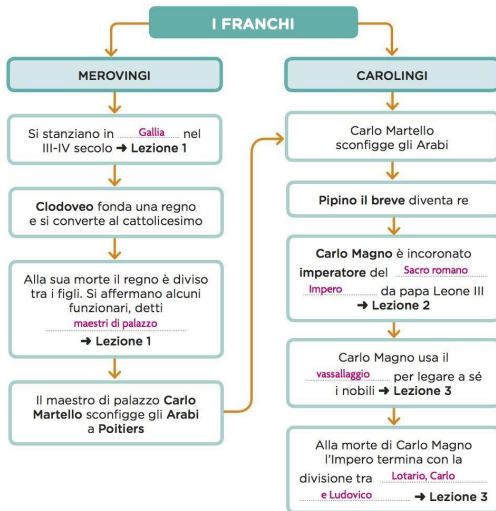 I FRANCHI
MEROVINGI
Si stanziano in Gallia nel
III-IV secolo ➜ Lezione 1
Clodoveo fonda una regno
e si converte al cattolicesimo
Alla sua morte il regno è diviso
tra i figli. Si affermano alcuni
funzionari, detti
maestri di palazzo
➜ Lezione 1
Il maestro di palazzo Carlo
Martello sconfigge gli Arabi
a Poitiers
CAROLINGI
Carlo Martello
sconfigge gli Arabi
Pipino il breve diventa re
Carlo Magno è incoronato
imperatore del Sacro romano
Impero da papa Leone III
➜ Lezione 2
Carlo Magno usa il
vassallaggio per legare a sé
i nobili ➜ Lezione 3
Alla morte di Carlo Magno
l'Impero termina con la
divisione tra Lotario, Carlo
e Ludovico ➜ Lezione 3